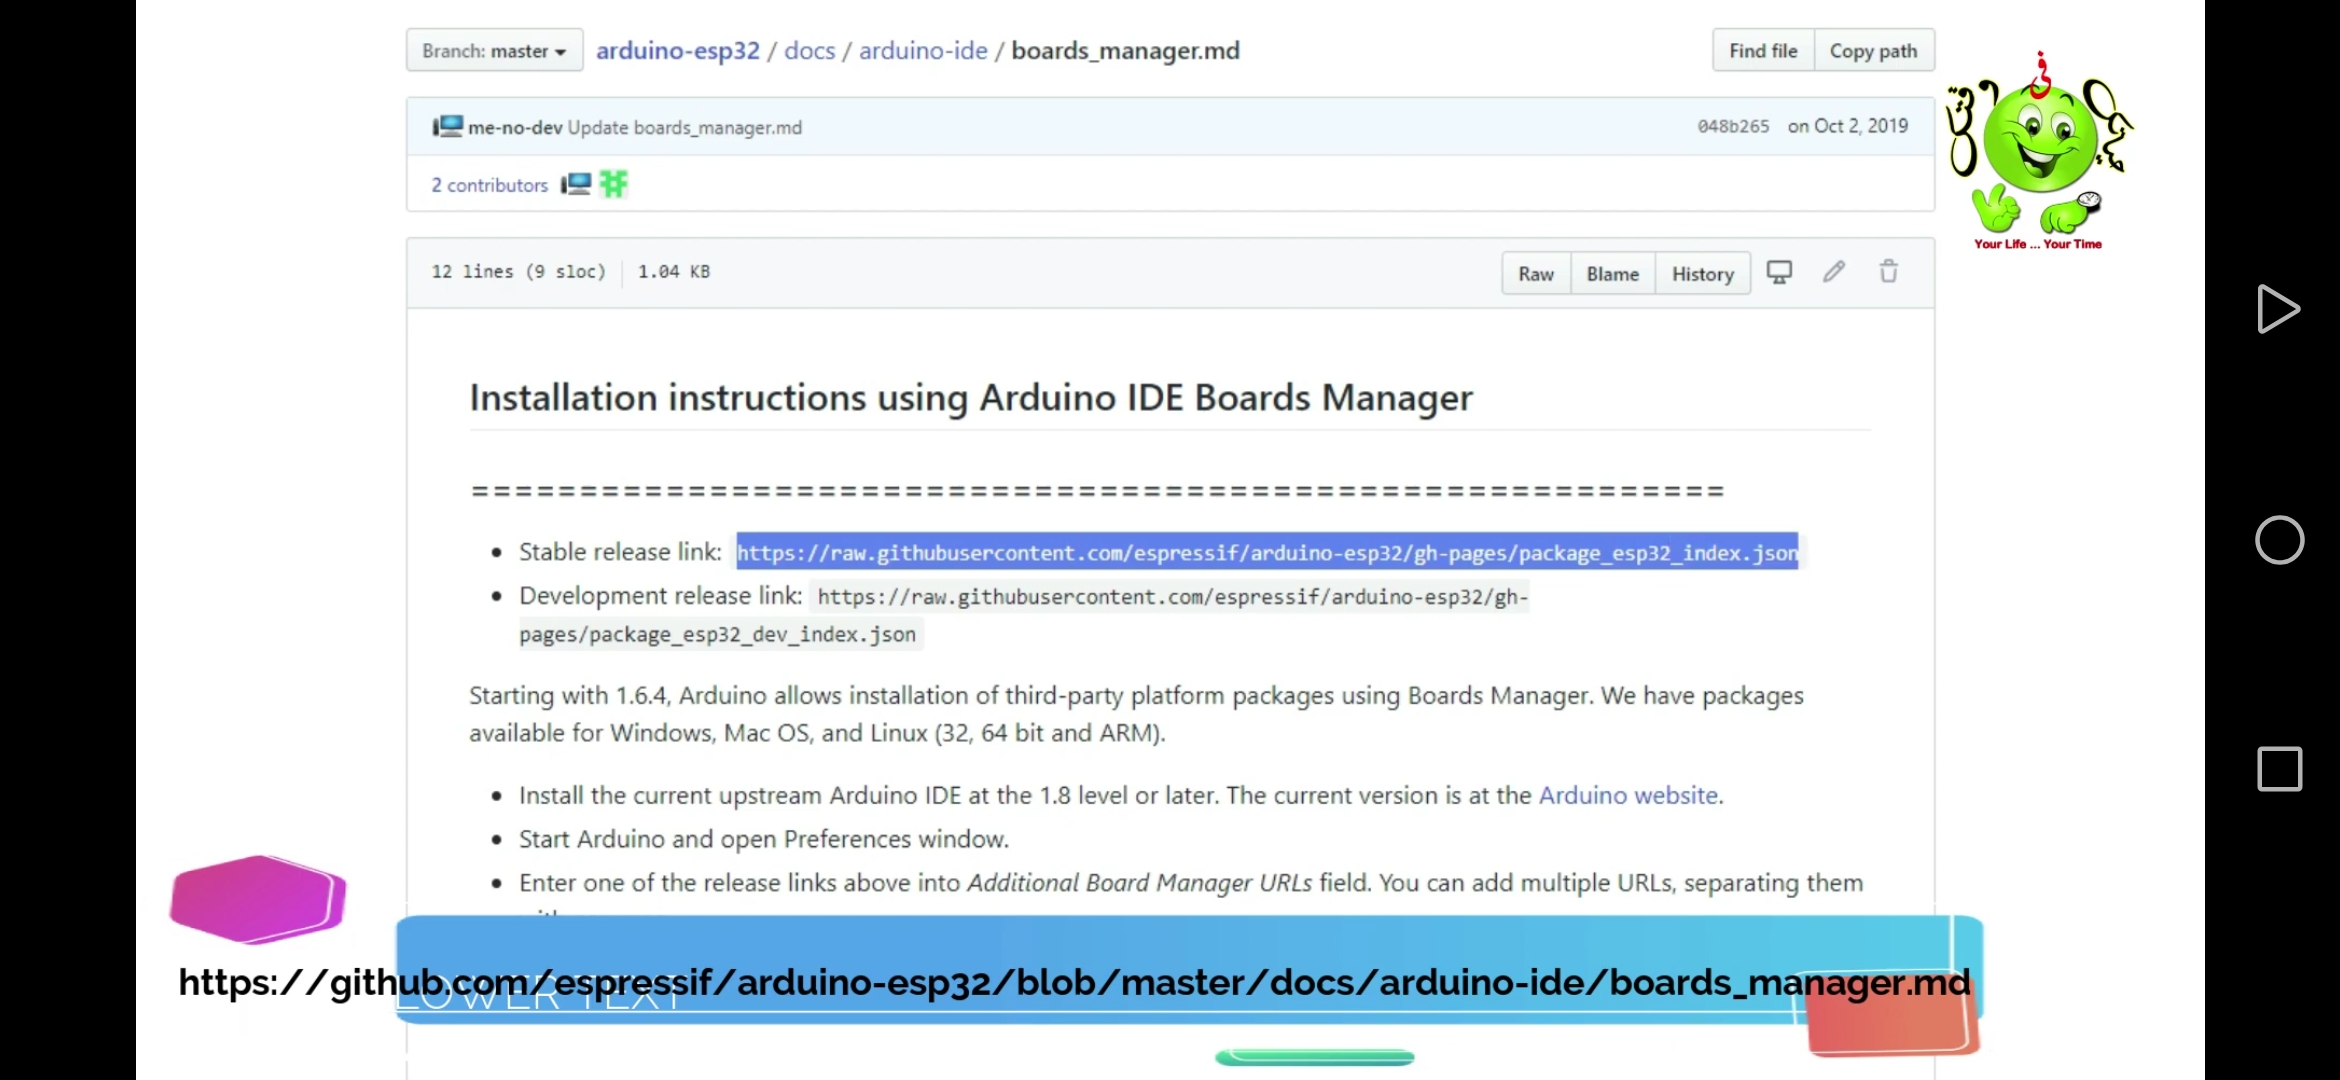 Branch: master
arduino-esp32 / docs / arduino-ide / boards_manager.md
Find file
Copy path
me-no-dev Update boards_manager.md
048b265 on Oct 2, 2019
2 contributors
في
دقيقتين
Your Life ... Your Time
12 lines (9 sloc)
1.04 KB
Raw
Blame
History
Installation instructions using Arduino IDE Boards Manager
==========================================================
• Stable release link: https://raw.githubusercontent.com/espressif/arduino-esp32/gh-pages/package_esp32_index.json
• Development release link: https://raw.githubusercontent.com/espressif/arduino-esp32/gh-
pages/package_esp32_dev_index.json
Starting with 1.6.4, Arduino allows installation of third-party platform packages using Boards Manager. We have packages
available for Windows, Mac OS, and Linux (32, 64 bit and ARM).
• Install the current upstream Arduino IDE at the 1.8 level or later. The current version is at the Arduino website.
• Start Arduino and open Preferences window.
• Enter one of the release links above into Additional Board Manager URLs field. You can add multiple URLs, separating them
https://github.com/espressif/arduino-esp32/blob/master/docs/arduino-ide/boards_manager.md
LOWER TEXT